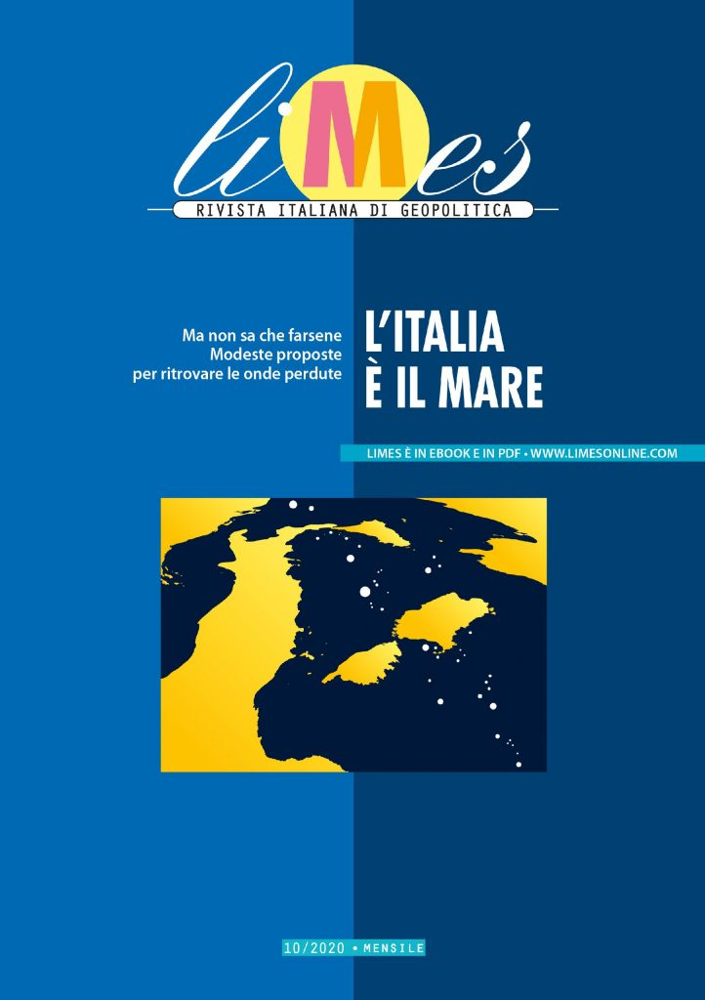 liMes
RIVISTA ITALIANA DI GEOPOLITICA
Ma non sa che farsene
Modeste proposte
per ritrovare le onde perdute
L'ITALIA
È IL MARE
LIMES È IN EBOOK E IN PDF • WWW.LIMESONLINE.COM
10/2020 • MENSILE